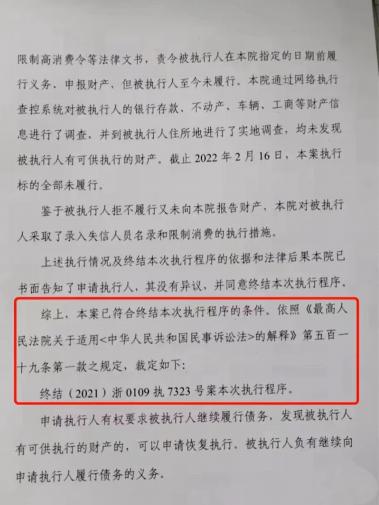 限制高消费令等法律文书，责令被执行人在本院指定的日期前履
行义务、申报财产、但被执行人至今未履行。本院通过网络执行
查控系统对被执行人的银行存款、不动产、车辆、工商等财产信
息进行了调查，并到被执行人住所地进行了实地调查，均未发现
被执行人有可供执行的财产。截止 2022 年 2 月 16 日，本案执行
标的全部未履行。
鉴于被执行人拒不履行又未向本院报告财产，本院对被执行
人采取了录入失信人员名录和限制消费的执行措施。
上述执行情况及终结本次执行程序的依据和法律后果本院已
书面告知了申请执行人，其没有异议，并同意终结本次执行程序。
综上，本案已符合终结本次执行程序的条件。依照《最高人
民法院关于适用<中华人民共和国民事诉讼法>的解释》第五百一
十九条第一款之规定，裁定如下：
终结（2021）浙 0109 执 7323 号案本次执行程序。
申请执行人有权要求被执行人继续履行债务，发现被执行人
有可供执行的财产的，可以申请恢复执行。被执行人负有继续向
申请执行人履行债务的义务。